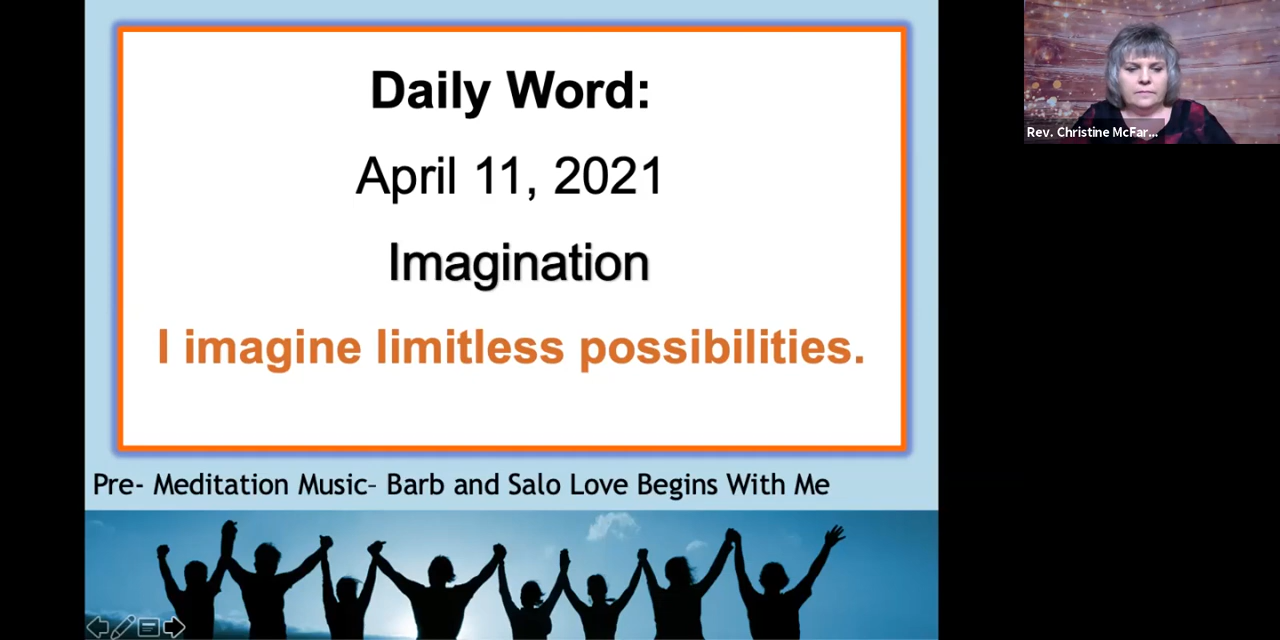 Daily Word:
April 11, 2021
Imagination
I imagine limitless possibilities.
Pre- Meditation Music– Barb and Salo Love Begins With Me
Rev. Christine McFar...